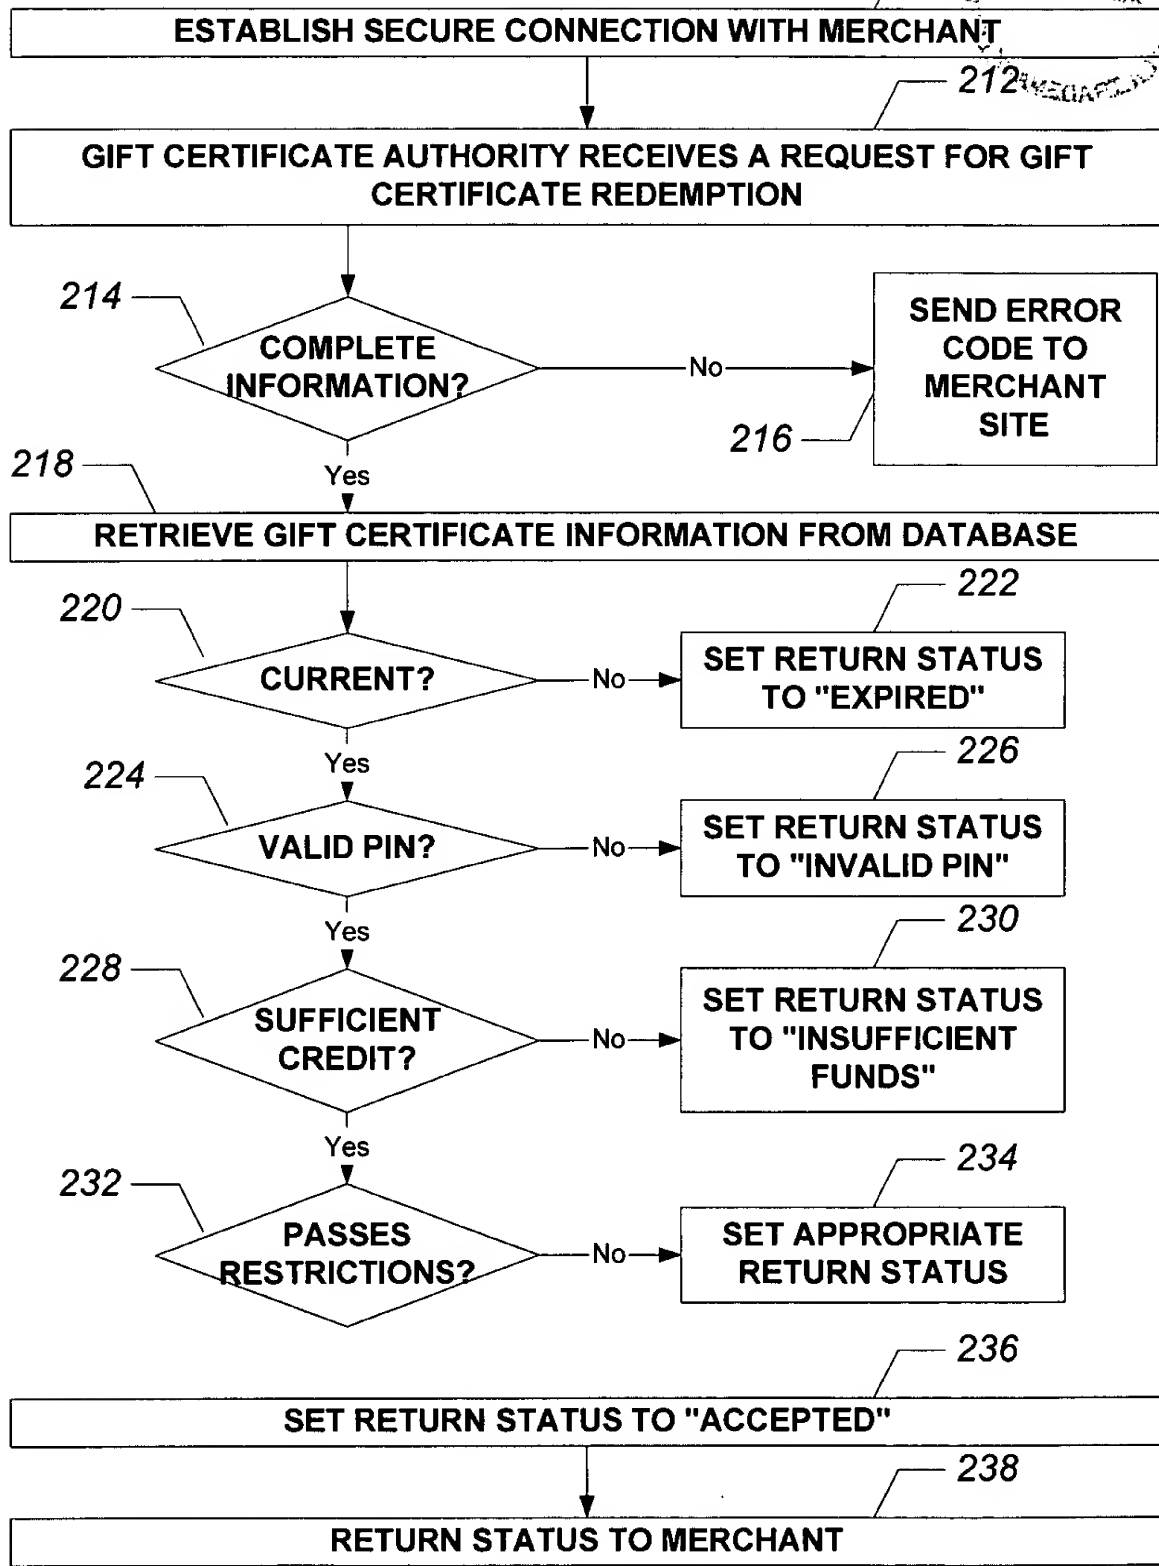 ESTABLISH SECURE CONNECTION WITH MERCHANT
212
GIFT CERTIFICATE AUTHORITY RECEIVES A REQUEST FOR GIFT
CERTIFICATE REDEMPTION
214
COMPLETE
INFORMATION?
No
SEND ERROR
CODE TO
MERCHANT
SITE
216
218
Yes
RETRIEVE GIFT CERTIFICATE INFORMATION FROM DATABASE
220
CURRENT?
No
222
SET RETURN STATUS
TO "EXPIRED"
Yes
224
VALID PIN?
No
226
SET RETURN STATUS
TO "INVALID PIN"
Yes
228
SUFFICIENT
CREDIT?
No
230
SET RETURN STATUS
TO "INSUFFICIENT
FUNDS"
Yes
232
PASSES
RESTRICTIONS?
No
234
SET APPROPRIATE
RETURN STATUS
236
SET RETURN STATUS TO "ACCEPTED"
238
RETURN STATUS TO MERCHANT